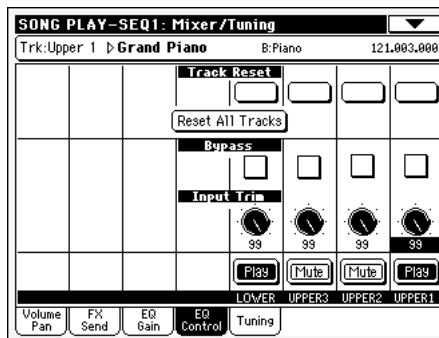 SONG PLAY-SEQ1: Mixer/Tuning
Trk:Upper 1 Grand Piano B:Piano 121.003.000
Track Reset
Reset All Tracks
Bypass
Input Trim
99 99 99 99
Play Mute Mute Play
LOWER UPPER3 UPPER2 UPPER1
Volume Pan FX Send EQ Gain EQ Control Tuning